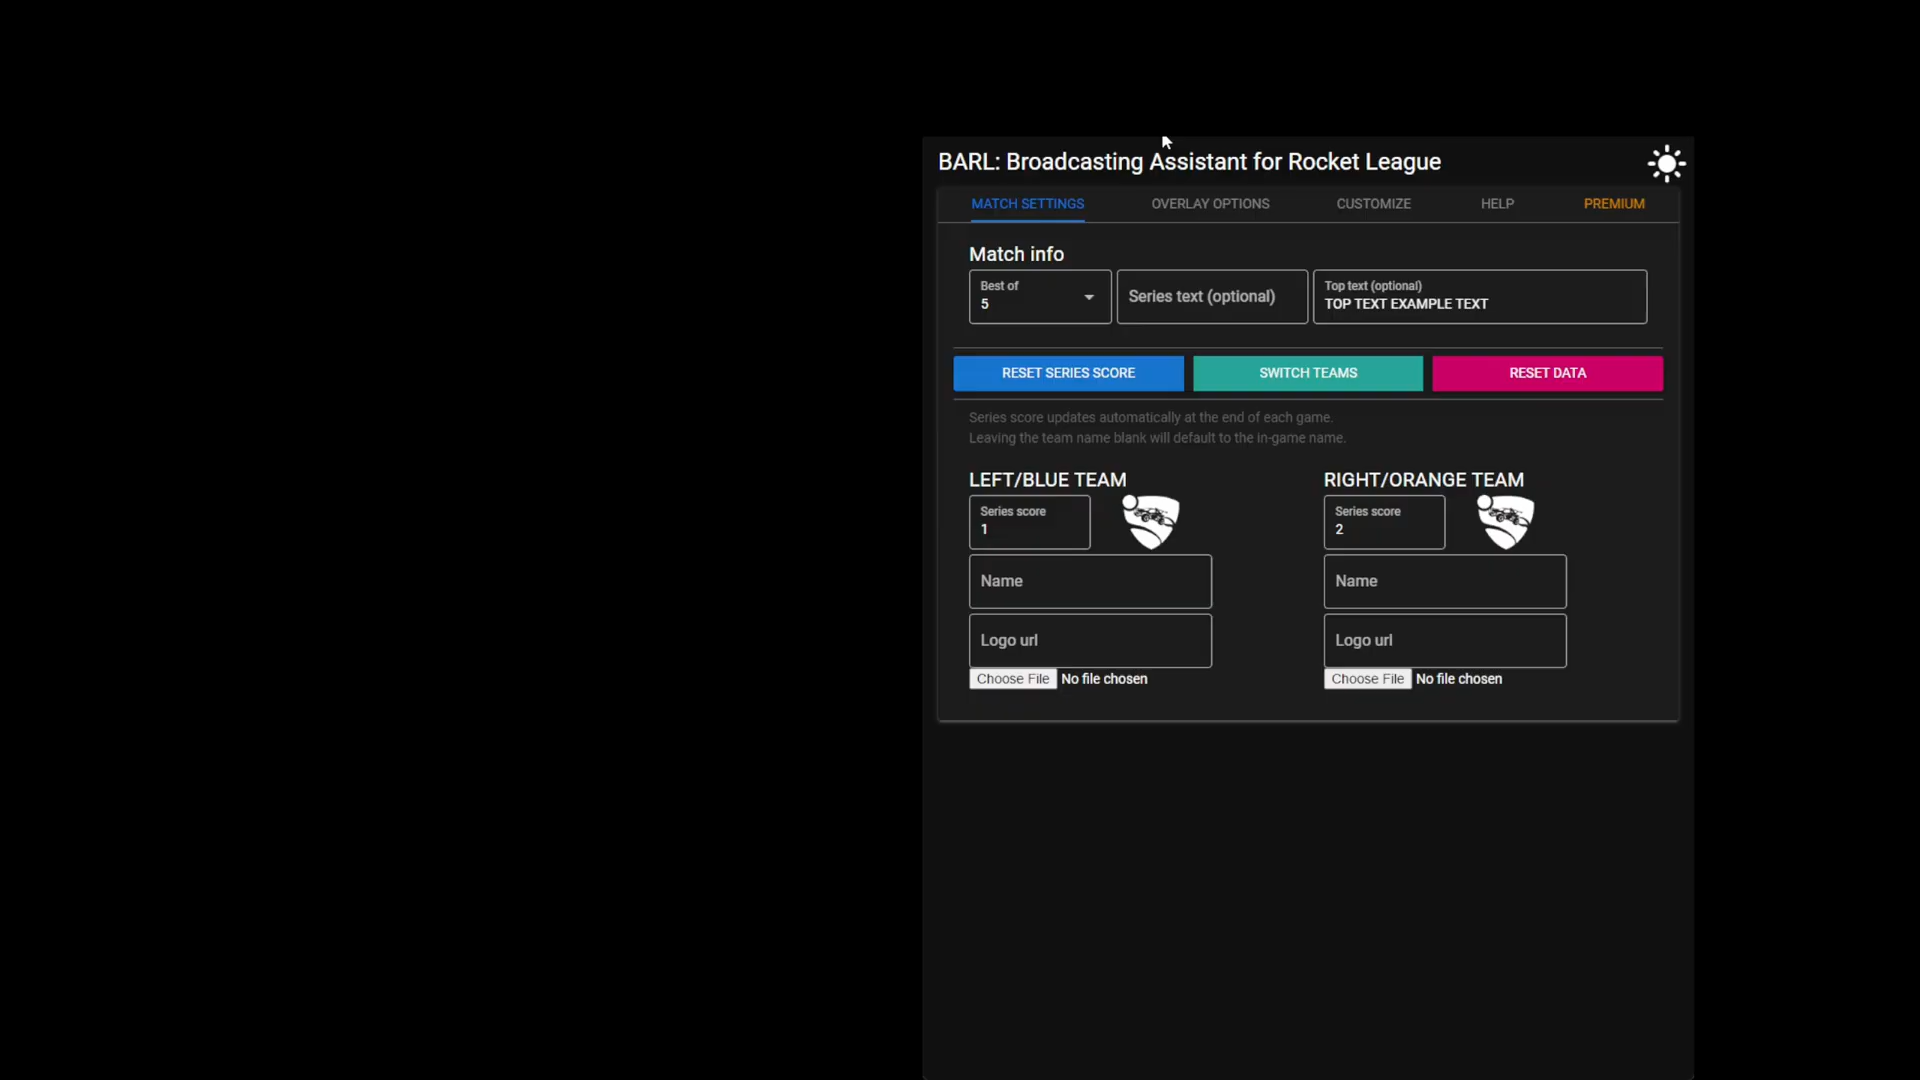 BARL: Broadcasting Assistant for Rocket League
MATCH SETTINGS OVERLAY OPTIONS CUSTOMIZE HELP PREMIUM
Match info
Best of
5
Series text (optional)
Top text (optional)
TOP TEXT EXAMPLE TEXT
RESET SERIES SCORE SWITCH TEAMS RESET DATA
Series score updates automatically at the end of each game.
Leaving the team name blank will default to the in-game name.
LEFT/BLUE TEAM
Series score
1
Name
Logo url
Choose File No file chosen
RIGHT/ORANGE TEAM
Series score
2
Name
Logo url
Choose File No file chosen